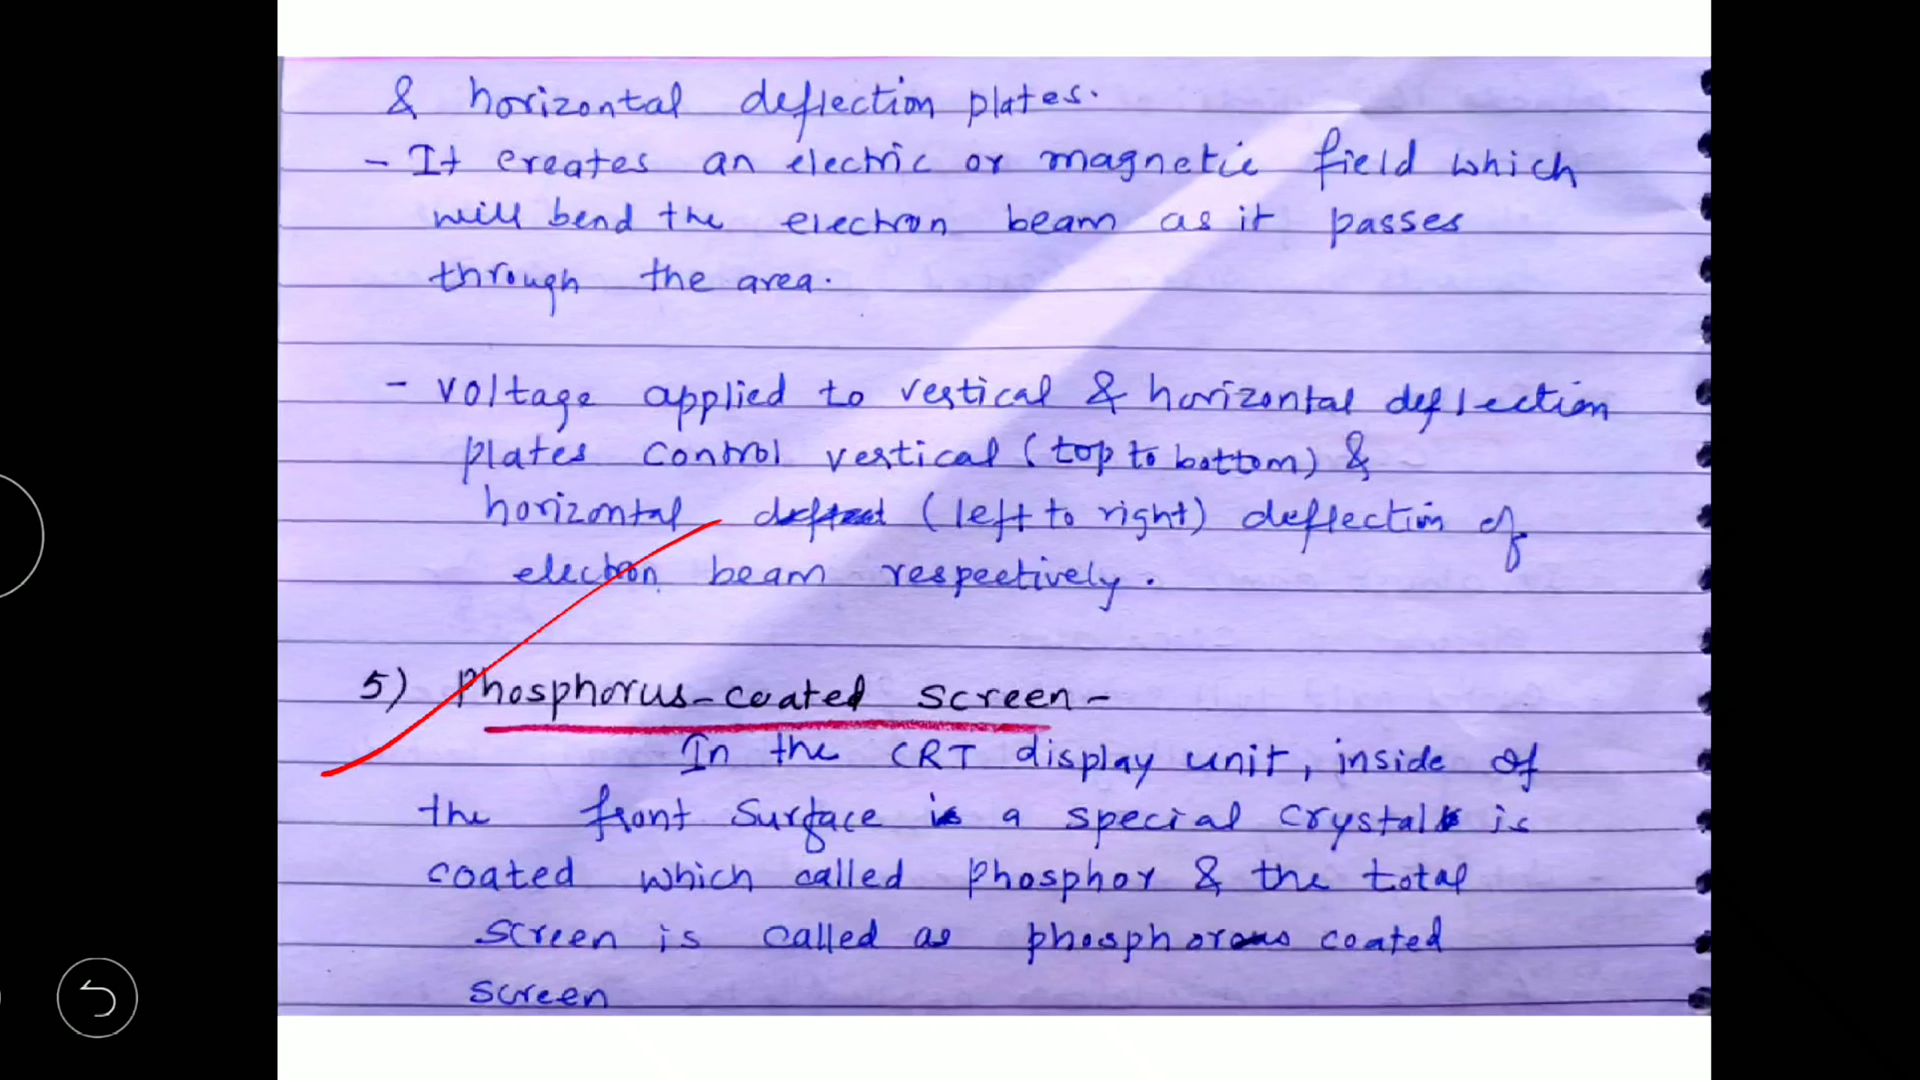 & horizontal deflection plates.
- It creates an electric or magnetic field which
will bend the electron beam as it passes
through the area.
- voltage applied to vertical & horizontal deflection
plates control vertical (top to bottom) &
horizontal (left to right) deflection of
electron beam respectively.
5) Phosphorus-coated screen-
In the CRT display unit, inside of
the front surface a special crystal is
coated which called phosphor & the total
screen is called as phosphorous coated
screen